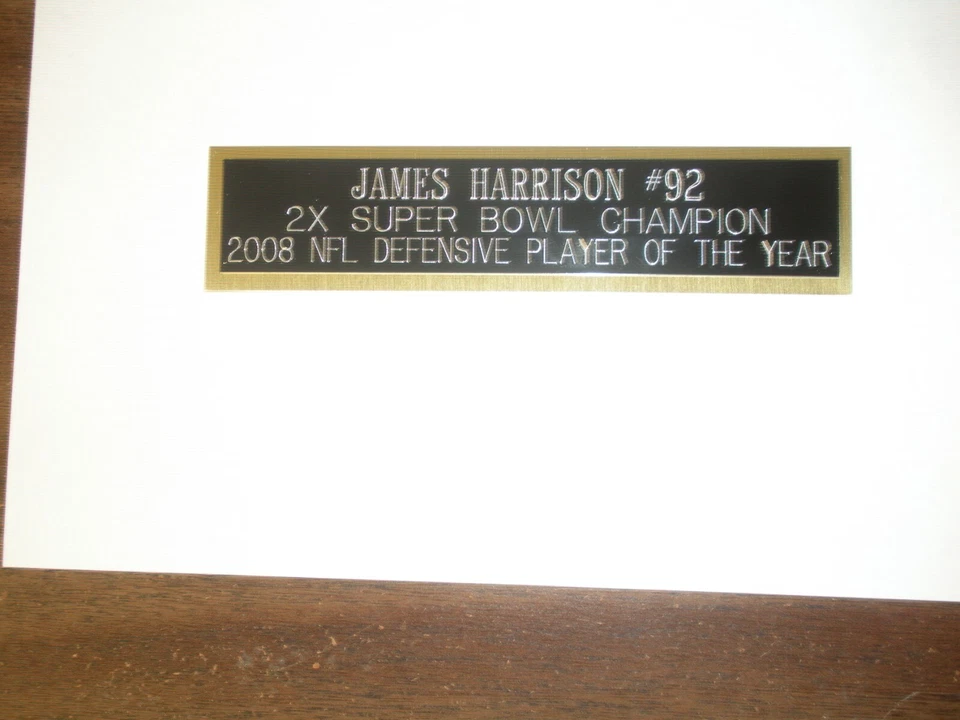 JAMES HARRISON #92
2X SUPER BOWL CHAMPION
2008 NFL DEFENSIVE PLAYER OF THE YEAR